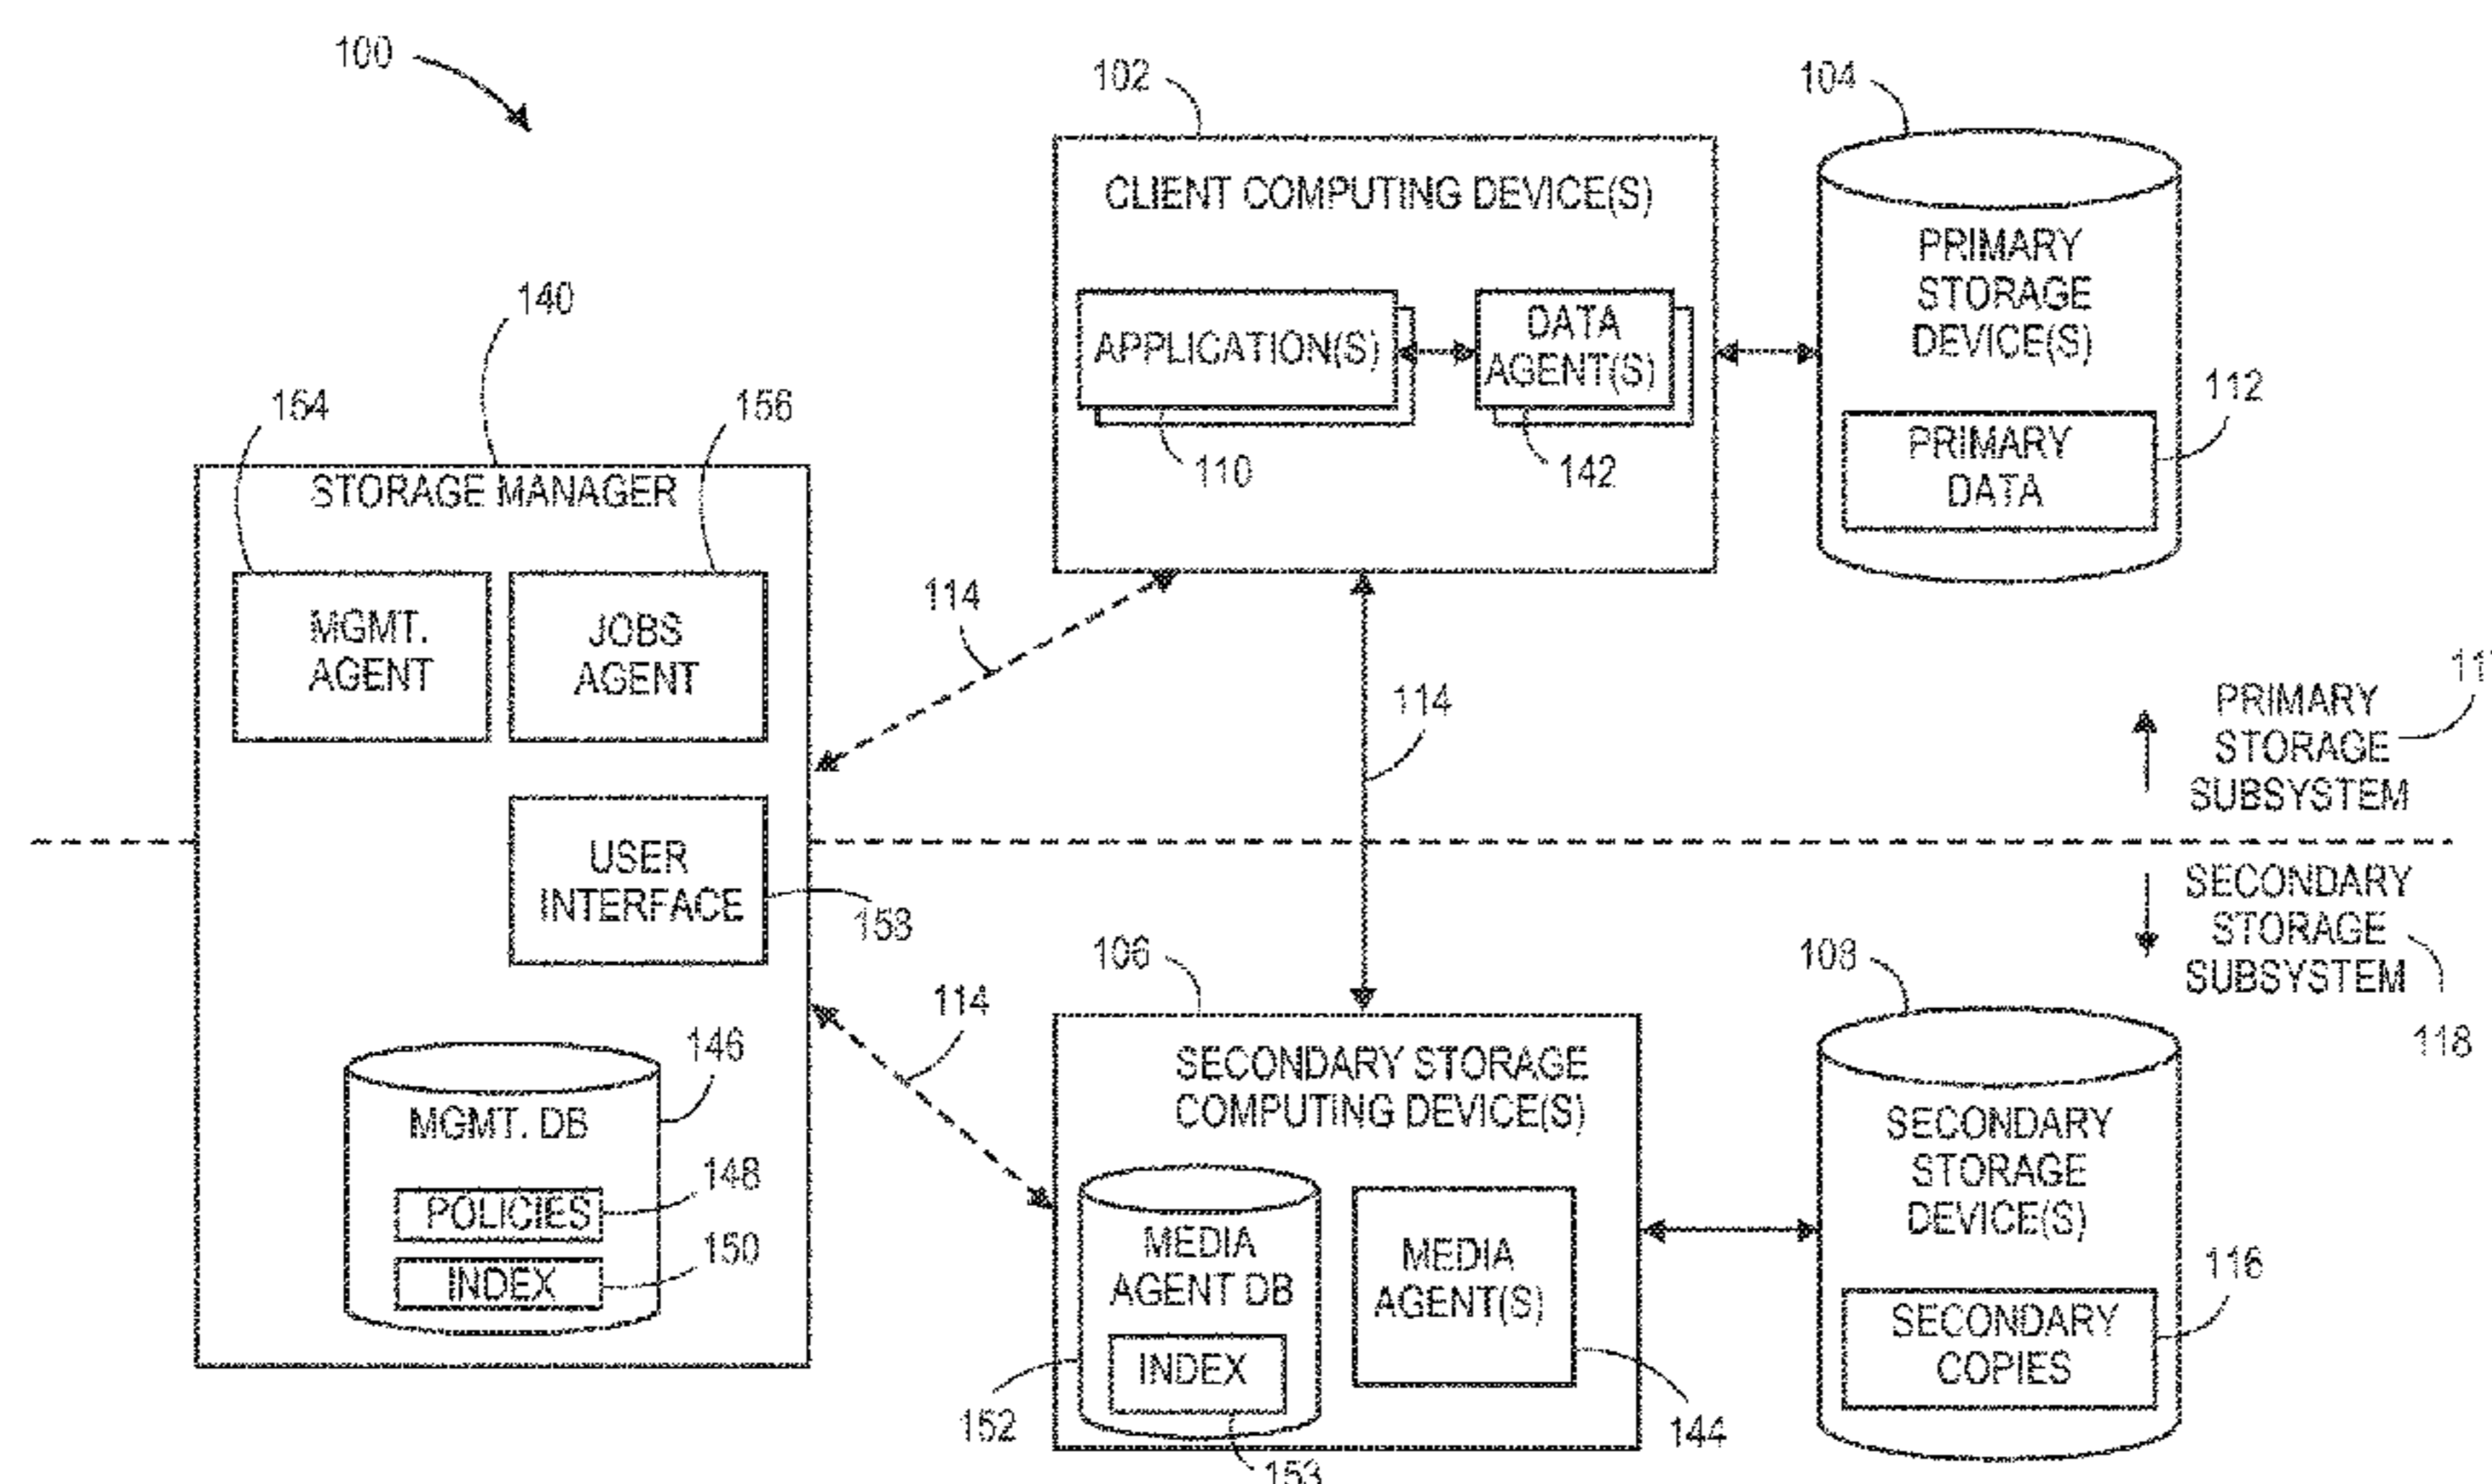 100
102
104
CLIENT COMPUTING DEVICE(S)
APPLICATION(S)
DATA
AGENT(S)
110
142
PRIMARY
STORAGE
DEVICE(S)
112
PRIMARY
DATA
140
154
156
STORAGE MANAGER
MGMT.
AGENT
JOBS
AGENT
114
114
PRIMARY
STORAGE
SUBSYSTEM
USER
INTERFACE
158
SECONDARY
STORAGE
SUBSYSTEM
118
106
108
114
146
MGMT. DB
POLICIES
148
INDEX
150
SECONDARY STORAGE
COMPUTING DEVICE(S)
MEDIA
AGENT DB
INDEX
MEDIA
AGENT(S)
152
153
144
SECONDARY
STORAGE
DEVICE(S)
116
SECONDARY
COPIES